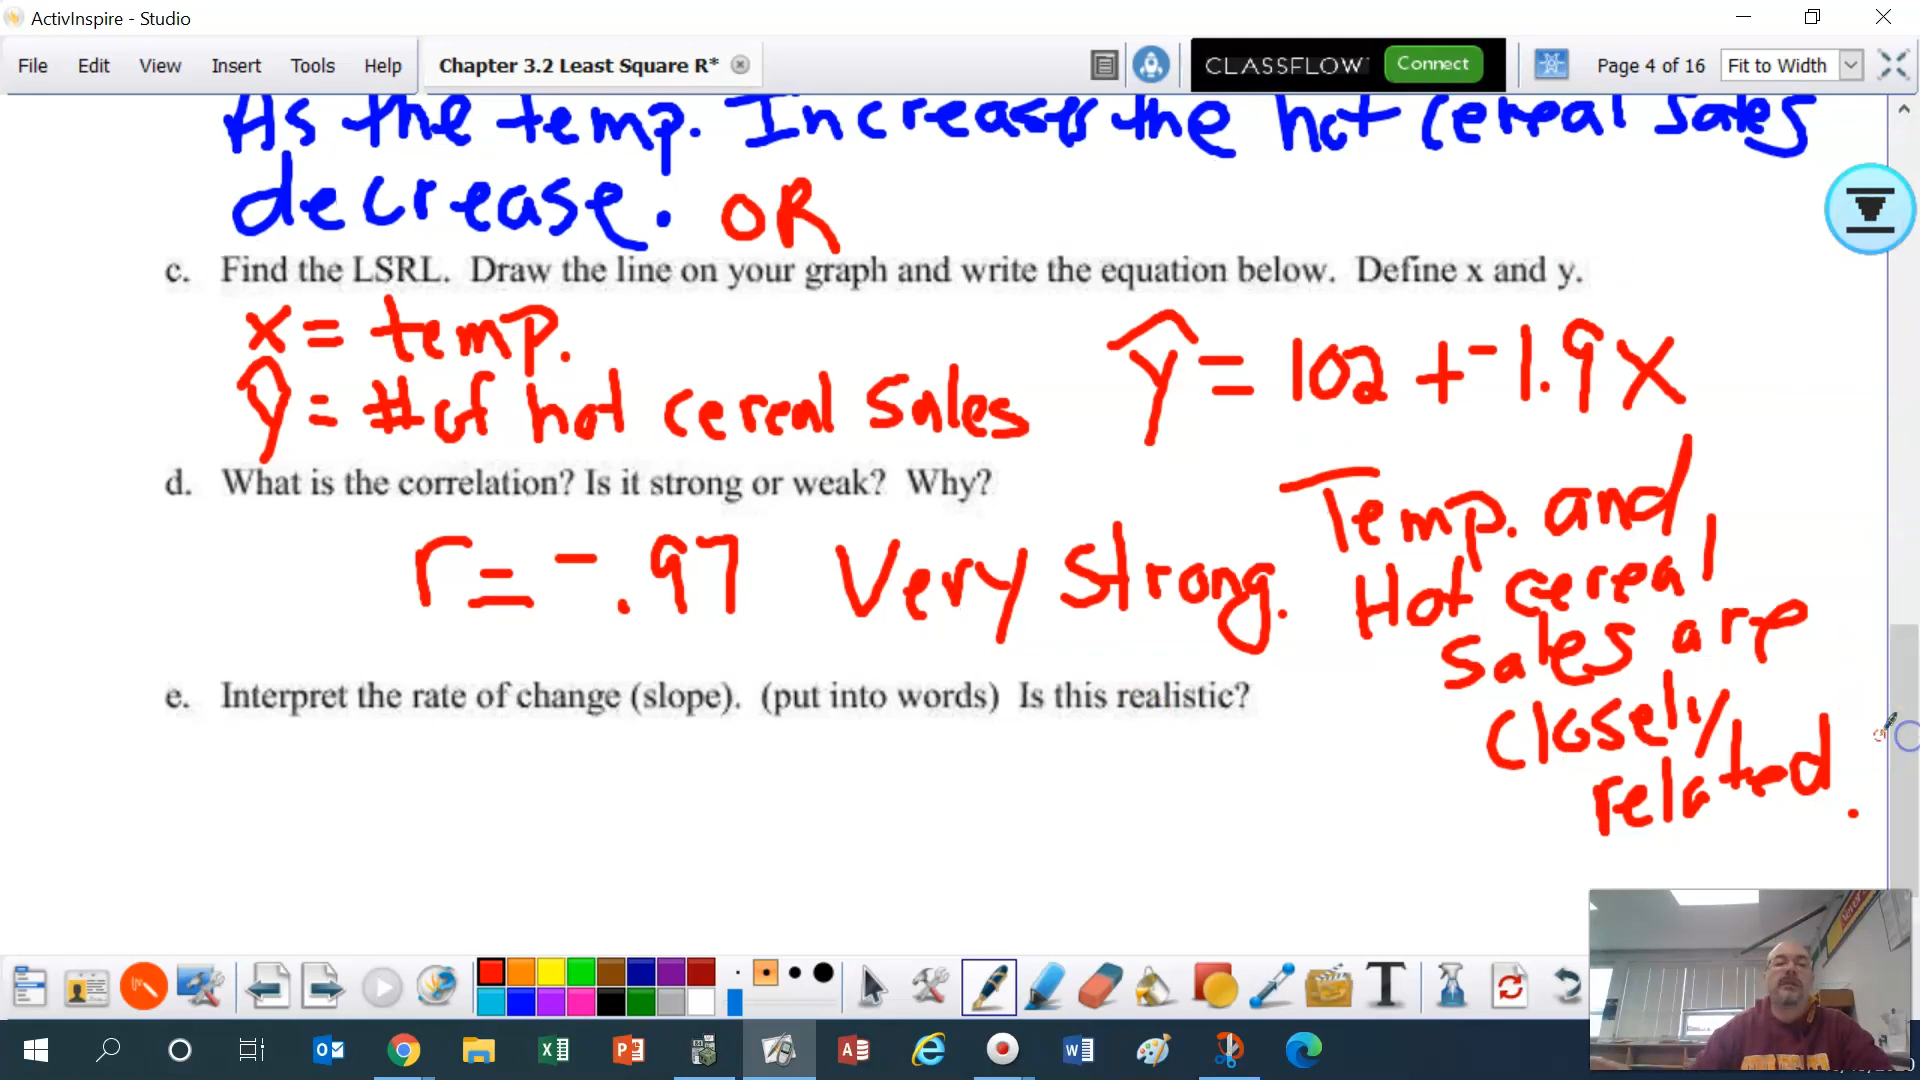 ActivInspire - Studio
File Edit View Insert Tools Help Chapter 3.2 Least Square R* CLASSFLOW Connect Page 4 of 16 Fit to Width
As the temp. Increases the hot cereal sales
decrease. OR
c. Find the LSRL. Draw the line on your graph and write the equation below. Define x and y.
x = temp.
ŷ = # of hot cereal sales
ŷ = 102 + -1.9x
d. What is the correlation? Is it strong or weak? Why?
r = -.97 Very strong.
Temp. and
Hot cereal
sales are
closely
related.
e. Interpret the rate of change (slope). (put into words) Is this realistic?